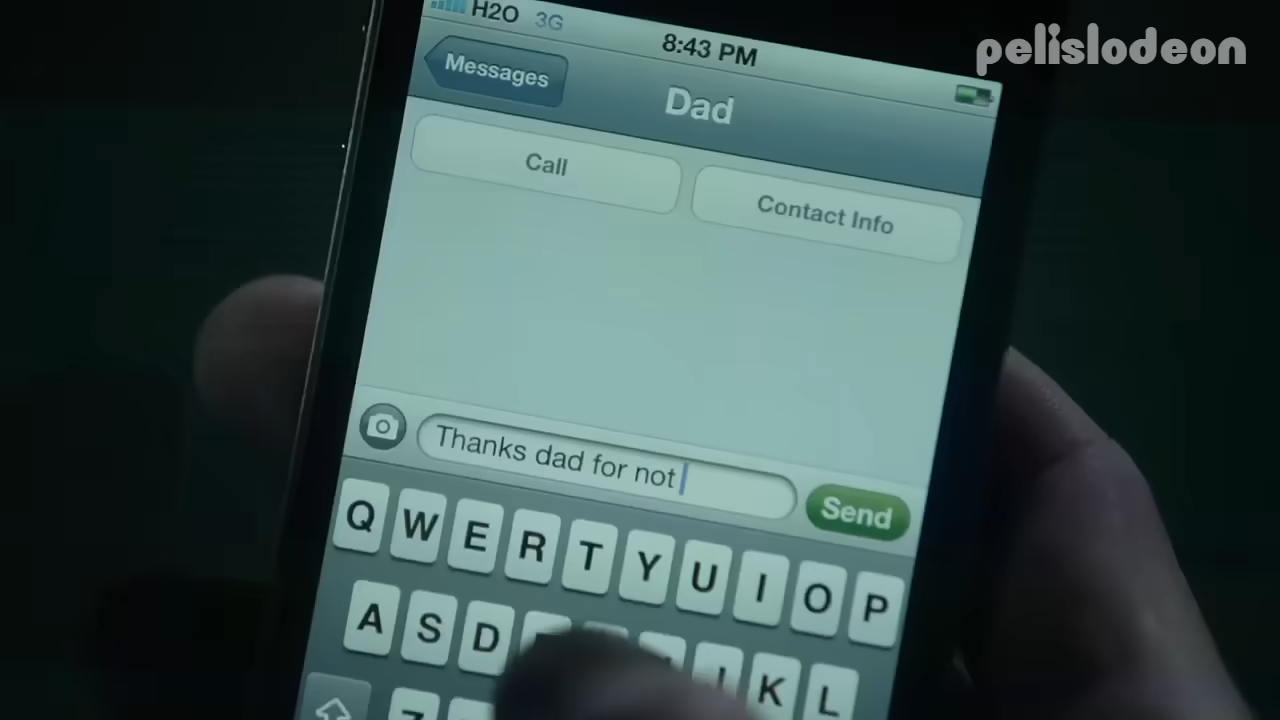 pelislodeon
H2O 3G 8:43 PM
Messages Dad
Call Contact Info
Thanks dad for not
Send
Q W E R T Y U I O P
A S D J K L
Z